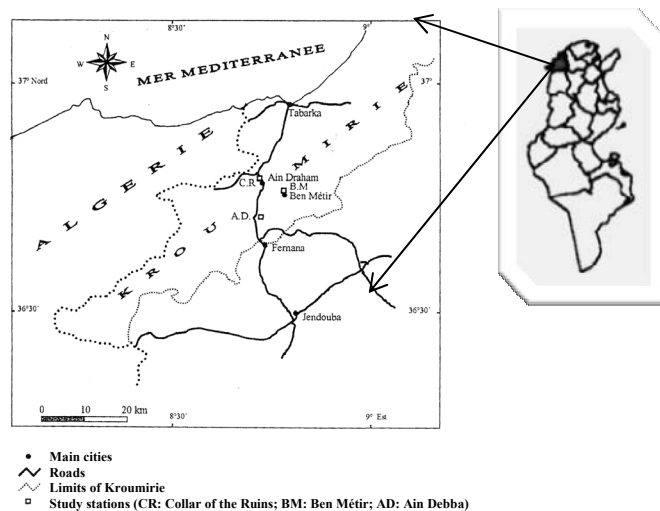 8°30'
9°
N
W E
S
MER MEDITERRANEE
37° Nord
37°
Tabarka
ALGERIE
KROUMIRIE
C.R
Ain Draham
B.M
Ben Métir
A.D.
Fernana
36°30'
36°30'
Jendouba
0 10 20 km
8°30'
9° Est
Main cities
Roads
Limits of Kroumirie
Study stations (CR: Collar of the Ruins; BM: Ben Métir; AD: Ain Debba)